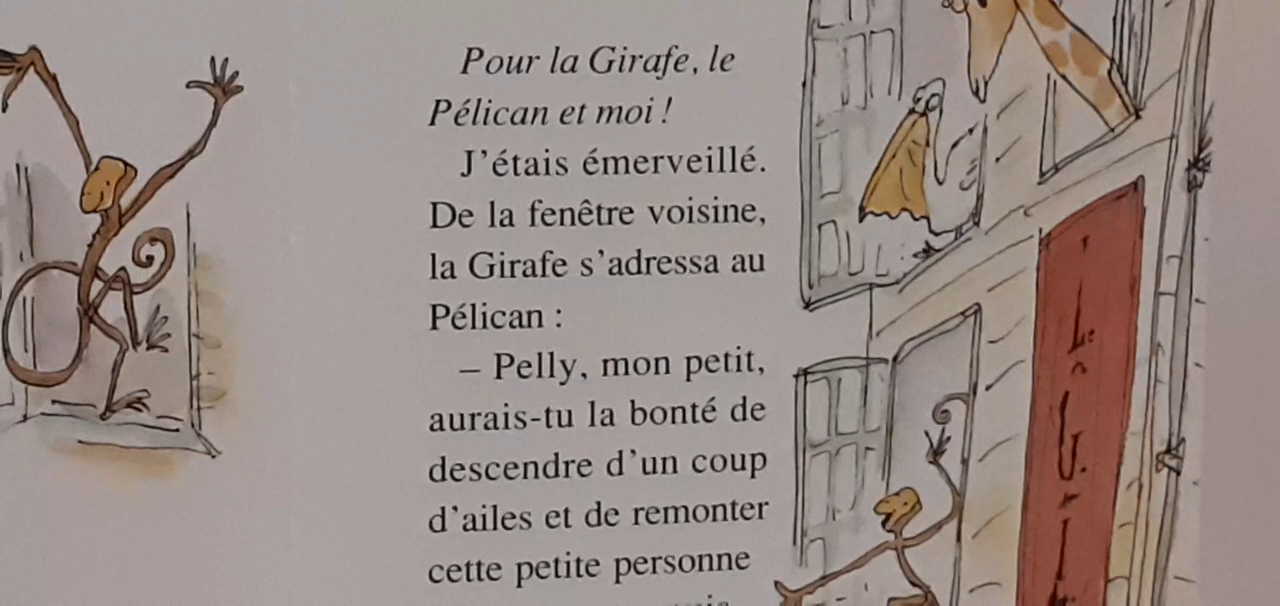 Pour la Girafe, le
Pélican et moi !
J’étais émerveillé.
De la fenêtre voisine,
la Girafe s’adressa au
Pélican :
– Pelly, mon petit,
aurais-tu la bonté de
descendre d’un coup
d’ailes et de remonter
cette petite personne